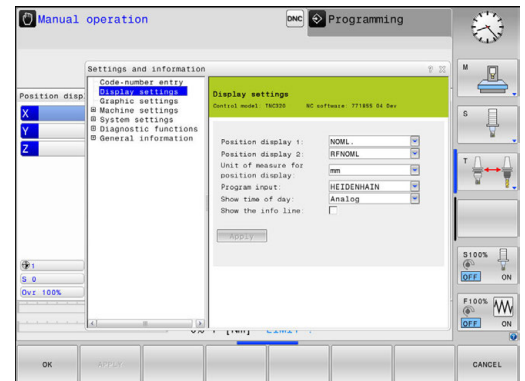 Manual operation
DNC
Programming
Settings and information
Code-number entry
Display settings
Graphic settings
Machine settings
System settings
Diagnostic functions
General information
Position disp
X
Y
Z
Display settings
Control model: TNC320 NC software: 771855 04 Dev
Position display 1: NOML.
Position display 2: RFNOML
Unit of measure for
position display: mm
Program input: HEIDENHAIN
Show time of day: Analog
Show the info line:
Apply
1
S 0
Ovr 100%
M
S
T
S100%
OFF ON
F100%
OFF ON
OK
APPLY
CANCEL